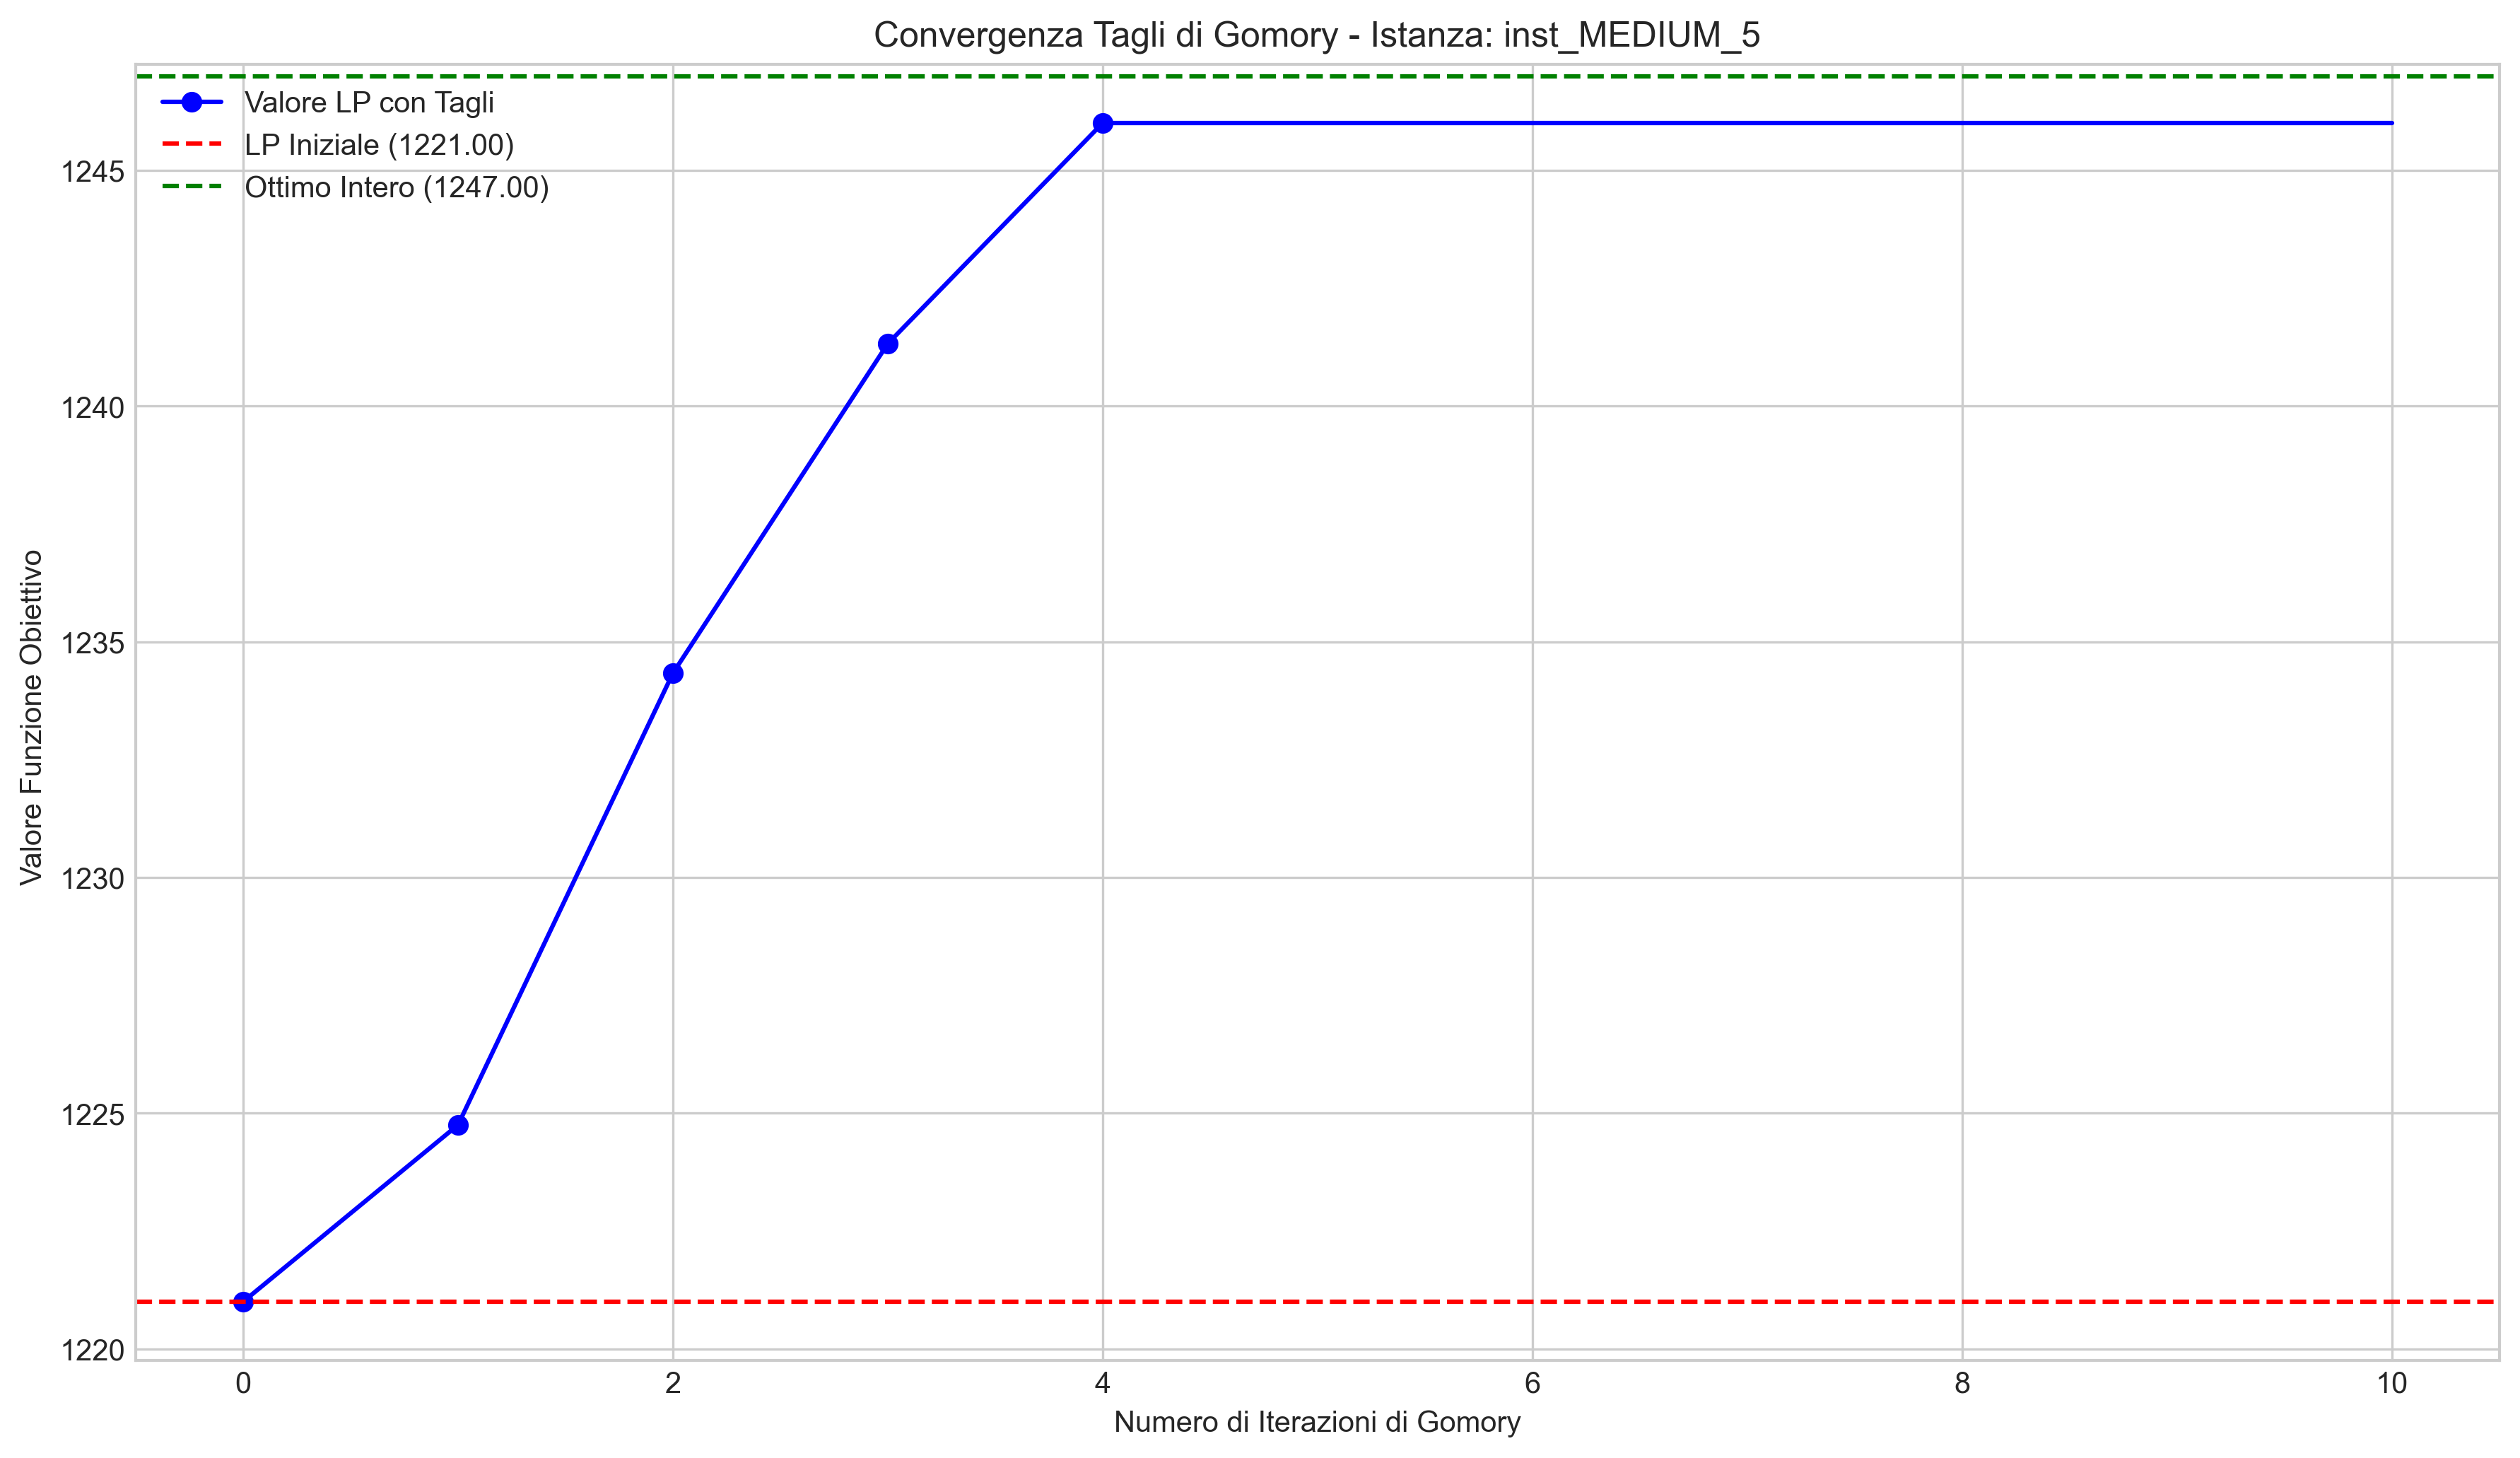 Convergenza Tagli di Gomory - Istanza: inst_MEDIUM_5
Valore LP con Tagli
LP Iniziale (1221.00)
Ottimo Intero (1247.00)
Valore Funzione Obiettivo
1245
1240
1235
1230
1225
1220
0 2 4 6 8 10
Numero di Iterazioni di Gomory